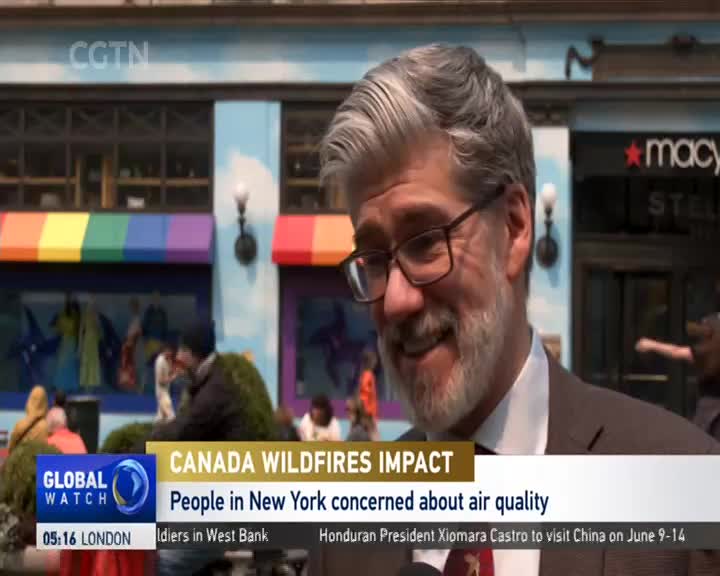 CGTN
macy
STEL
CANADA WILDFIRES IMPACT
GLOBAL WATCH
People in New York concerned about air quality
05:16 LONDON
ldiers in West Bank Honduran President Xiomara Castro to visit China on June 9-14